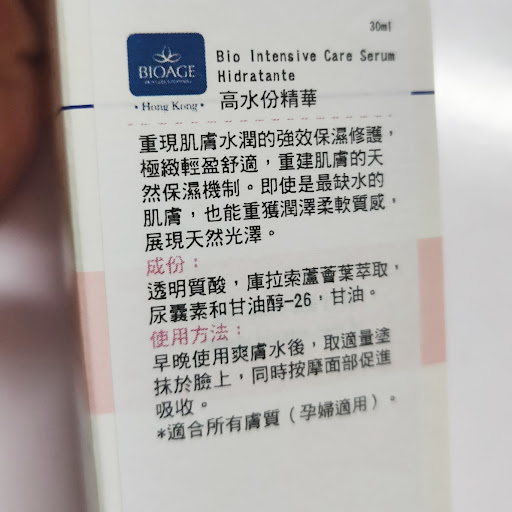 30ml
BIOAGE
• Hong Kong •
Bio Intensive Care Serum
Hidratante
高水份精華
重現肌膚水潤的強效保濕修護，
極緻輕盈舒適，重建肌膚的天
然保濕機制。即使是最缺水的
肌膚，也能重獲潤澤柔軟質感，
展現天然光澤。
成份：
透明質酸，庫拉索蘆薈葉萃取，
尿囊素和甘油醇-26，甘油。
使用方法：
早晚使用爽膚水後，取適量塗
抹於臉上，同時按摩面部促進
吸收。
*適合所有膚質（孕婦適用）。